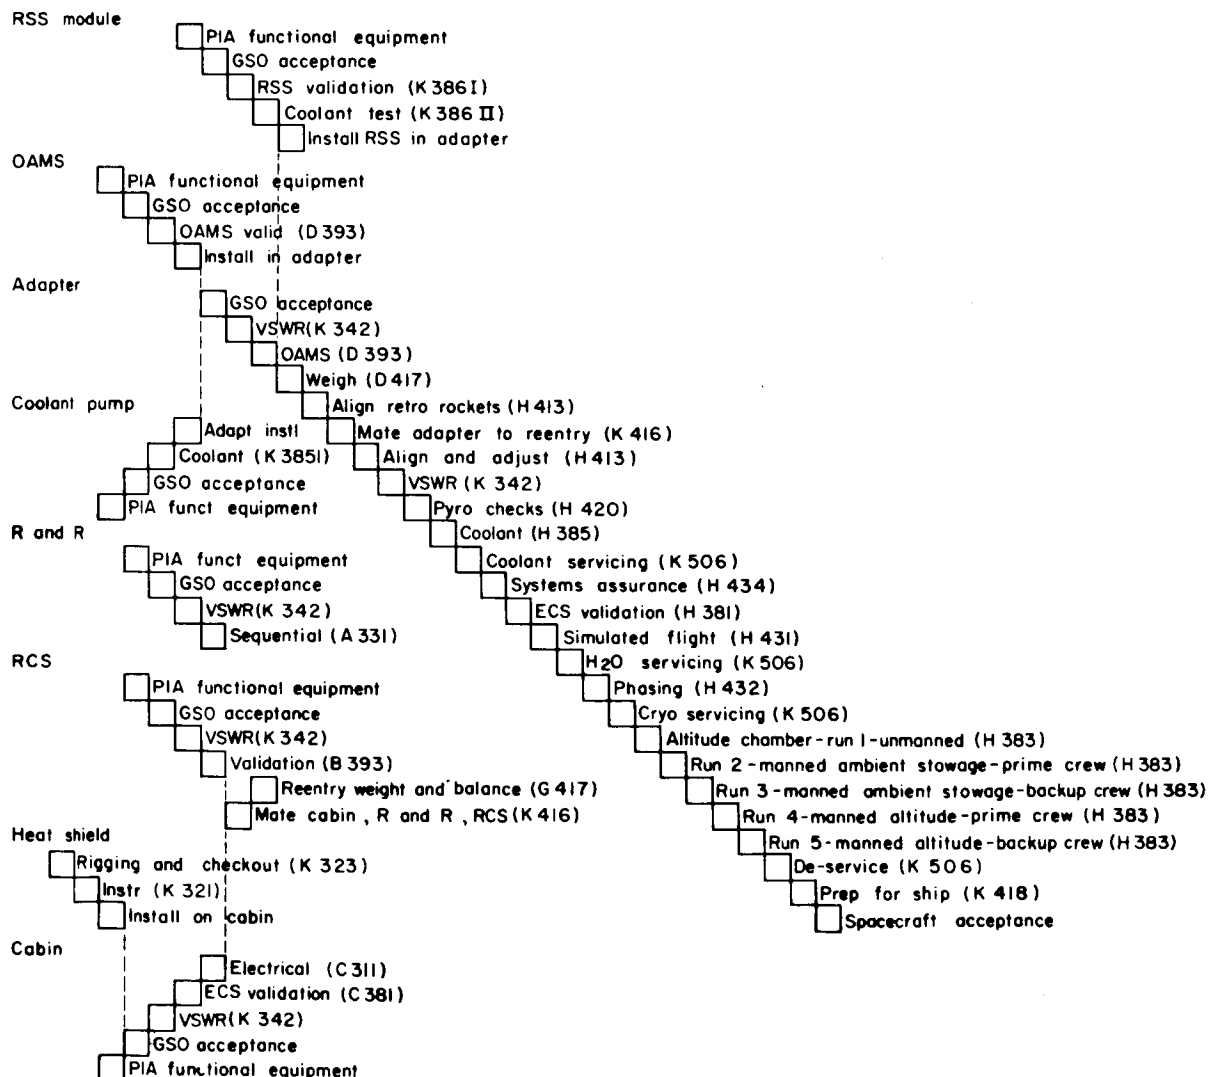 RSS module
PIA functional equipment
GSO acceptance
RSS validation (K 386 I)
Coolant test (K 386 II)
Install RSS in adapter
OAMS
PIA functional equipment
GSO acceptance
OAMS valid (D 393)
Install in adapter
Adapter
GSO acceptance
VSWR (K 342)
OAMS (D 393)
Weigh (D 417)
Align retro rockets (H 413)
Mate adapter to reentry (K 416)
Align and adjust (H 413)
VSWR (K 342)
Pyro checks (H 420)
Coolant (H 385)
Coolant servicing (K 506)
Systems assurance (H 434)
ECS validation (H 381)
Simulated flight (H 431)
H2O servicing (K 506)
Phasing (H 432)
Cryo servicing (K 506)
Altitude chamber-run 1-unmanned (H 383)
Run 2-manned ambient stowage-prime crew (H 383)
Run 3-manned ambient stowage-backup crew (H 383)
Run 4-manned altitude-prime crew (H 383)
Run 5-manned altitude-backup crew (H 383)
De-service (K 506)
Prep for ship (K 418)
Spacecraft acceptance
Coolant pump
Adapt instl
Coolant (K 385I)
GSO acceptance
PIA funct equipment
R and R
PIA funct equipment
GSO acceptance
VSWR (K 342)
Sequential (A 331)
RCS
PIA functional equipment
GSO acceptance
VSWR (K 342)
Validation (B 393)
Reentry weight and balance (G 417)
Mate cabin, R and R, RCS (K 416)
Heat shield
Rigging and checkout (K 323)
Instr (K 321)
Install on cabin
Cabin
Electrical (C 311)
ECS validation (C 381)
VSWR (K 342)
GSO acceptance
PIA functional equipment